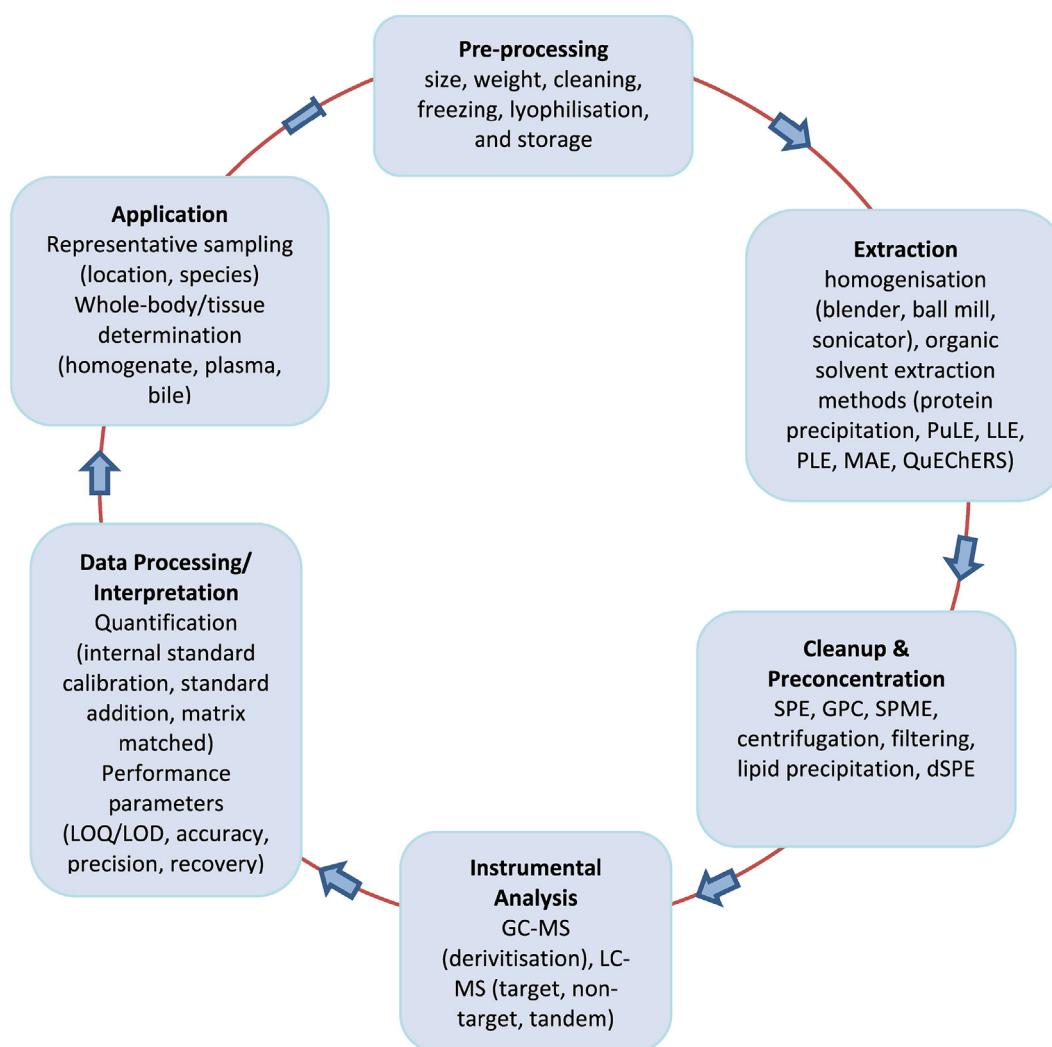 Pre-processing
size, weight, cleaning,
freezing, lyophilisation,
and storage
Extraction
homogenisation
(blender, ball mill,
sonicator), organic
solvent extraction
methods (protein
precipitation, PuLE, LLE,
PLE, MAE, QuEChERS)
Cleanup &
Preconcentration
SPE, GPC, SPME,
centrifugation, filtering,
lipid precipitation, dSPE
Instrumental
Analysis
GC-MS
(derivitisation), LC-
MS (target, non-
target, tandem)
Data Processing/
Interpretation
Quantification
(internal standard
calibration, standard
addition, matrix
matched)
Performance
parameters
(LOQ/LOD, accuracy,
precision, recovery)
Application
Representative sampling
(location, species)
Whole-body/tissue
determination
(homogenate, plasma,
bile)